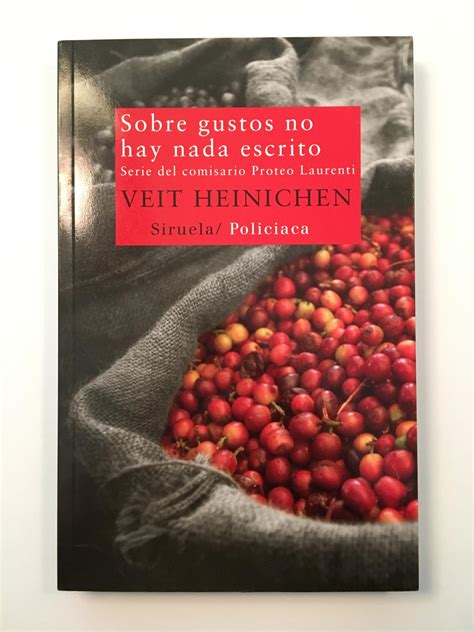 Sobre gustos no
hay nada escrito
Serie del comisario Proteo Laurenti
VEIT HEINICHEN
Siruela/ Policiaca